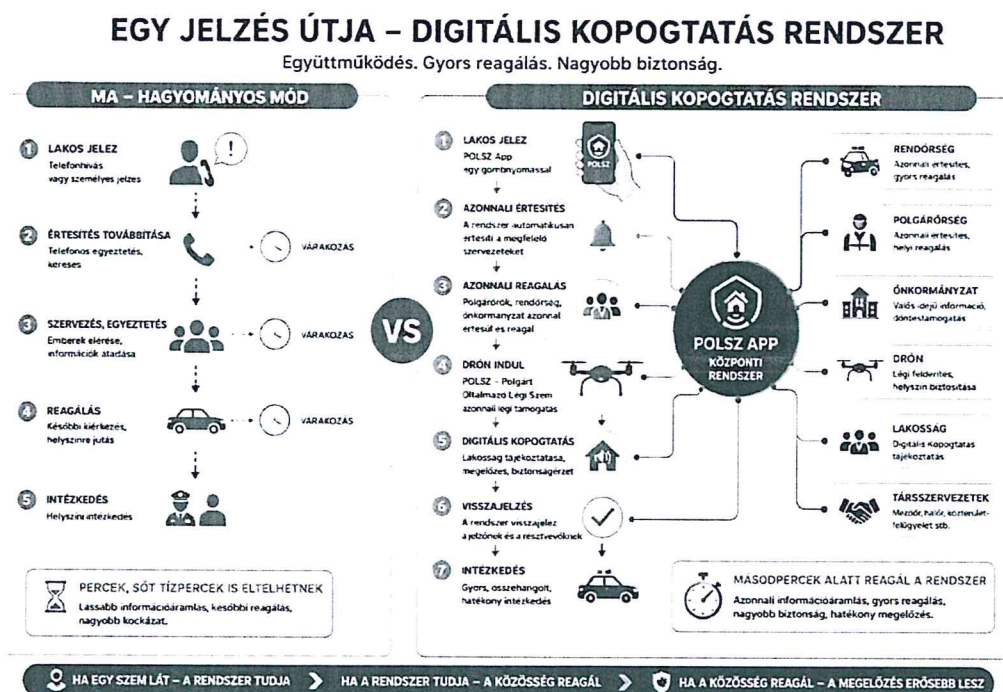 EGY JELZÉS ÚTJA – DIGITÁLIS KOPOGTATÁS RENDSZER
Együttműködés. Gyors reagálás. Nagyobb biztonság.
MA – HAGYOMÁNYOS MÓD
1 LAKOS JELEZ
Telefonhívás
vagy személyes jelzes
!
2 ÉRTESÍTÉS TOVÁBBÍTÁSA
Telefonos egyeztetés,
kereses
VÁRAKOZÁS
3 SZERVEZÉS, EGYEZTETÉS
Emberek elérése,
információk átadása
VÁRAKOZÁS
4 REAGÁLÁS
Későbbi kiérkezés,
helyszínre jutás
VÁRAKOZÁS
5 INTÉZKEDÉS
Helyszíni intézkedés
PERCEK, SŐT TÍZPERCEK IS ELTELHETNEK
Lassabb információáramlás, későbbi reagálás,
nagyobb kockázat.
VS
DIGITÁLIS KOPOGTATÁS RENDSZER
1 LAKOS JELEZ
POLSZ App
egy gombnyomással
POLSZ
2 AZONNALI ÉRTESÍTÉS
A rendszer automatikusan
értesíti a megfelelő
szervezeteket
3 AZONNALI REAGÁLÁS
Polgárőrök, rendőrség,
önkormányzat azonnal
értesül es reagál
4 DRÓN INDUL
POLSZ - Polgárt
Oltalmazó Légi Szem
azonnali légi támogatás
5 DIGITÁLIS KOPOGTATÁS
Lakosság tájékoztatása,
megelőzes, biztonságérzet
6 VISSZAJELZÉS
A rendszer visszajelez
a jelzőnek és a resztvevőknek
7 INTÉZKEDÉS
Gyors, összehangolt,
hatékony intézkedés
POLSZ APP
KÖZPONTI
RENDSZER
RENDŐRSÉG
Azonnali értesítes,
gyors reagálás
POLGÁRŐRSÉG
Azonnali értesítes,
helyi reagálás
ÖNKORMÁNYZAT
Valós idejű információ,
döntéstámogatás
DRÓN
Légi felderítés,
helyszín biztosítása
LAKOSSÁG
Digitális Kopogtatás
tájékoztatás
TÁRSSZERVEZETEK
Mezőőr, halőr, közterület-
felügyelet stb.
MÁSODPERCEK ALATT REAGÁL A RENDSZER
Azonnali információáramlás, gyors reagálás,
nagyobb biztonság, hatékony megelőzés.
HA EGY SZEM LÁT – A RENDSZER TUDJA
HA A RENDSZER TUDJA – A KÖZÖSSÉG REAGÁL
HA A KÖZÖSSÉG REAGÁL – A MEGELŐZÉS ERŐSEBB LESZ